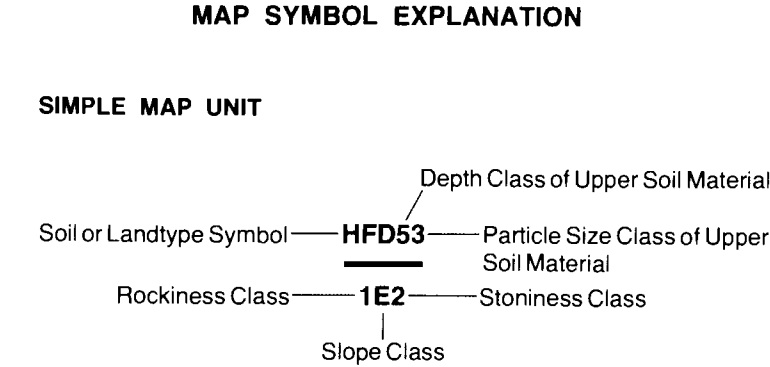 MAP SYMBOL EXPLANATION
SIMPLE MAP UNIT
Depth Class of Upper Soil Material
Soil or Landtype Symbol HFD53 Particle Size Class of Upper
Soil Material
Rockiness Class 1E2 Stoniness Class
Slope Class